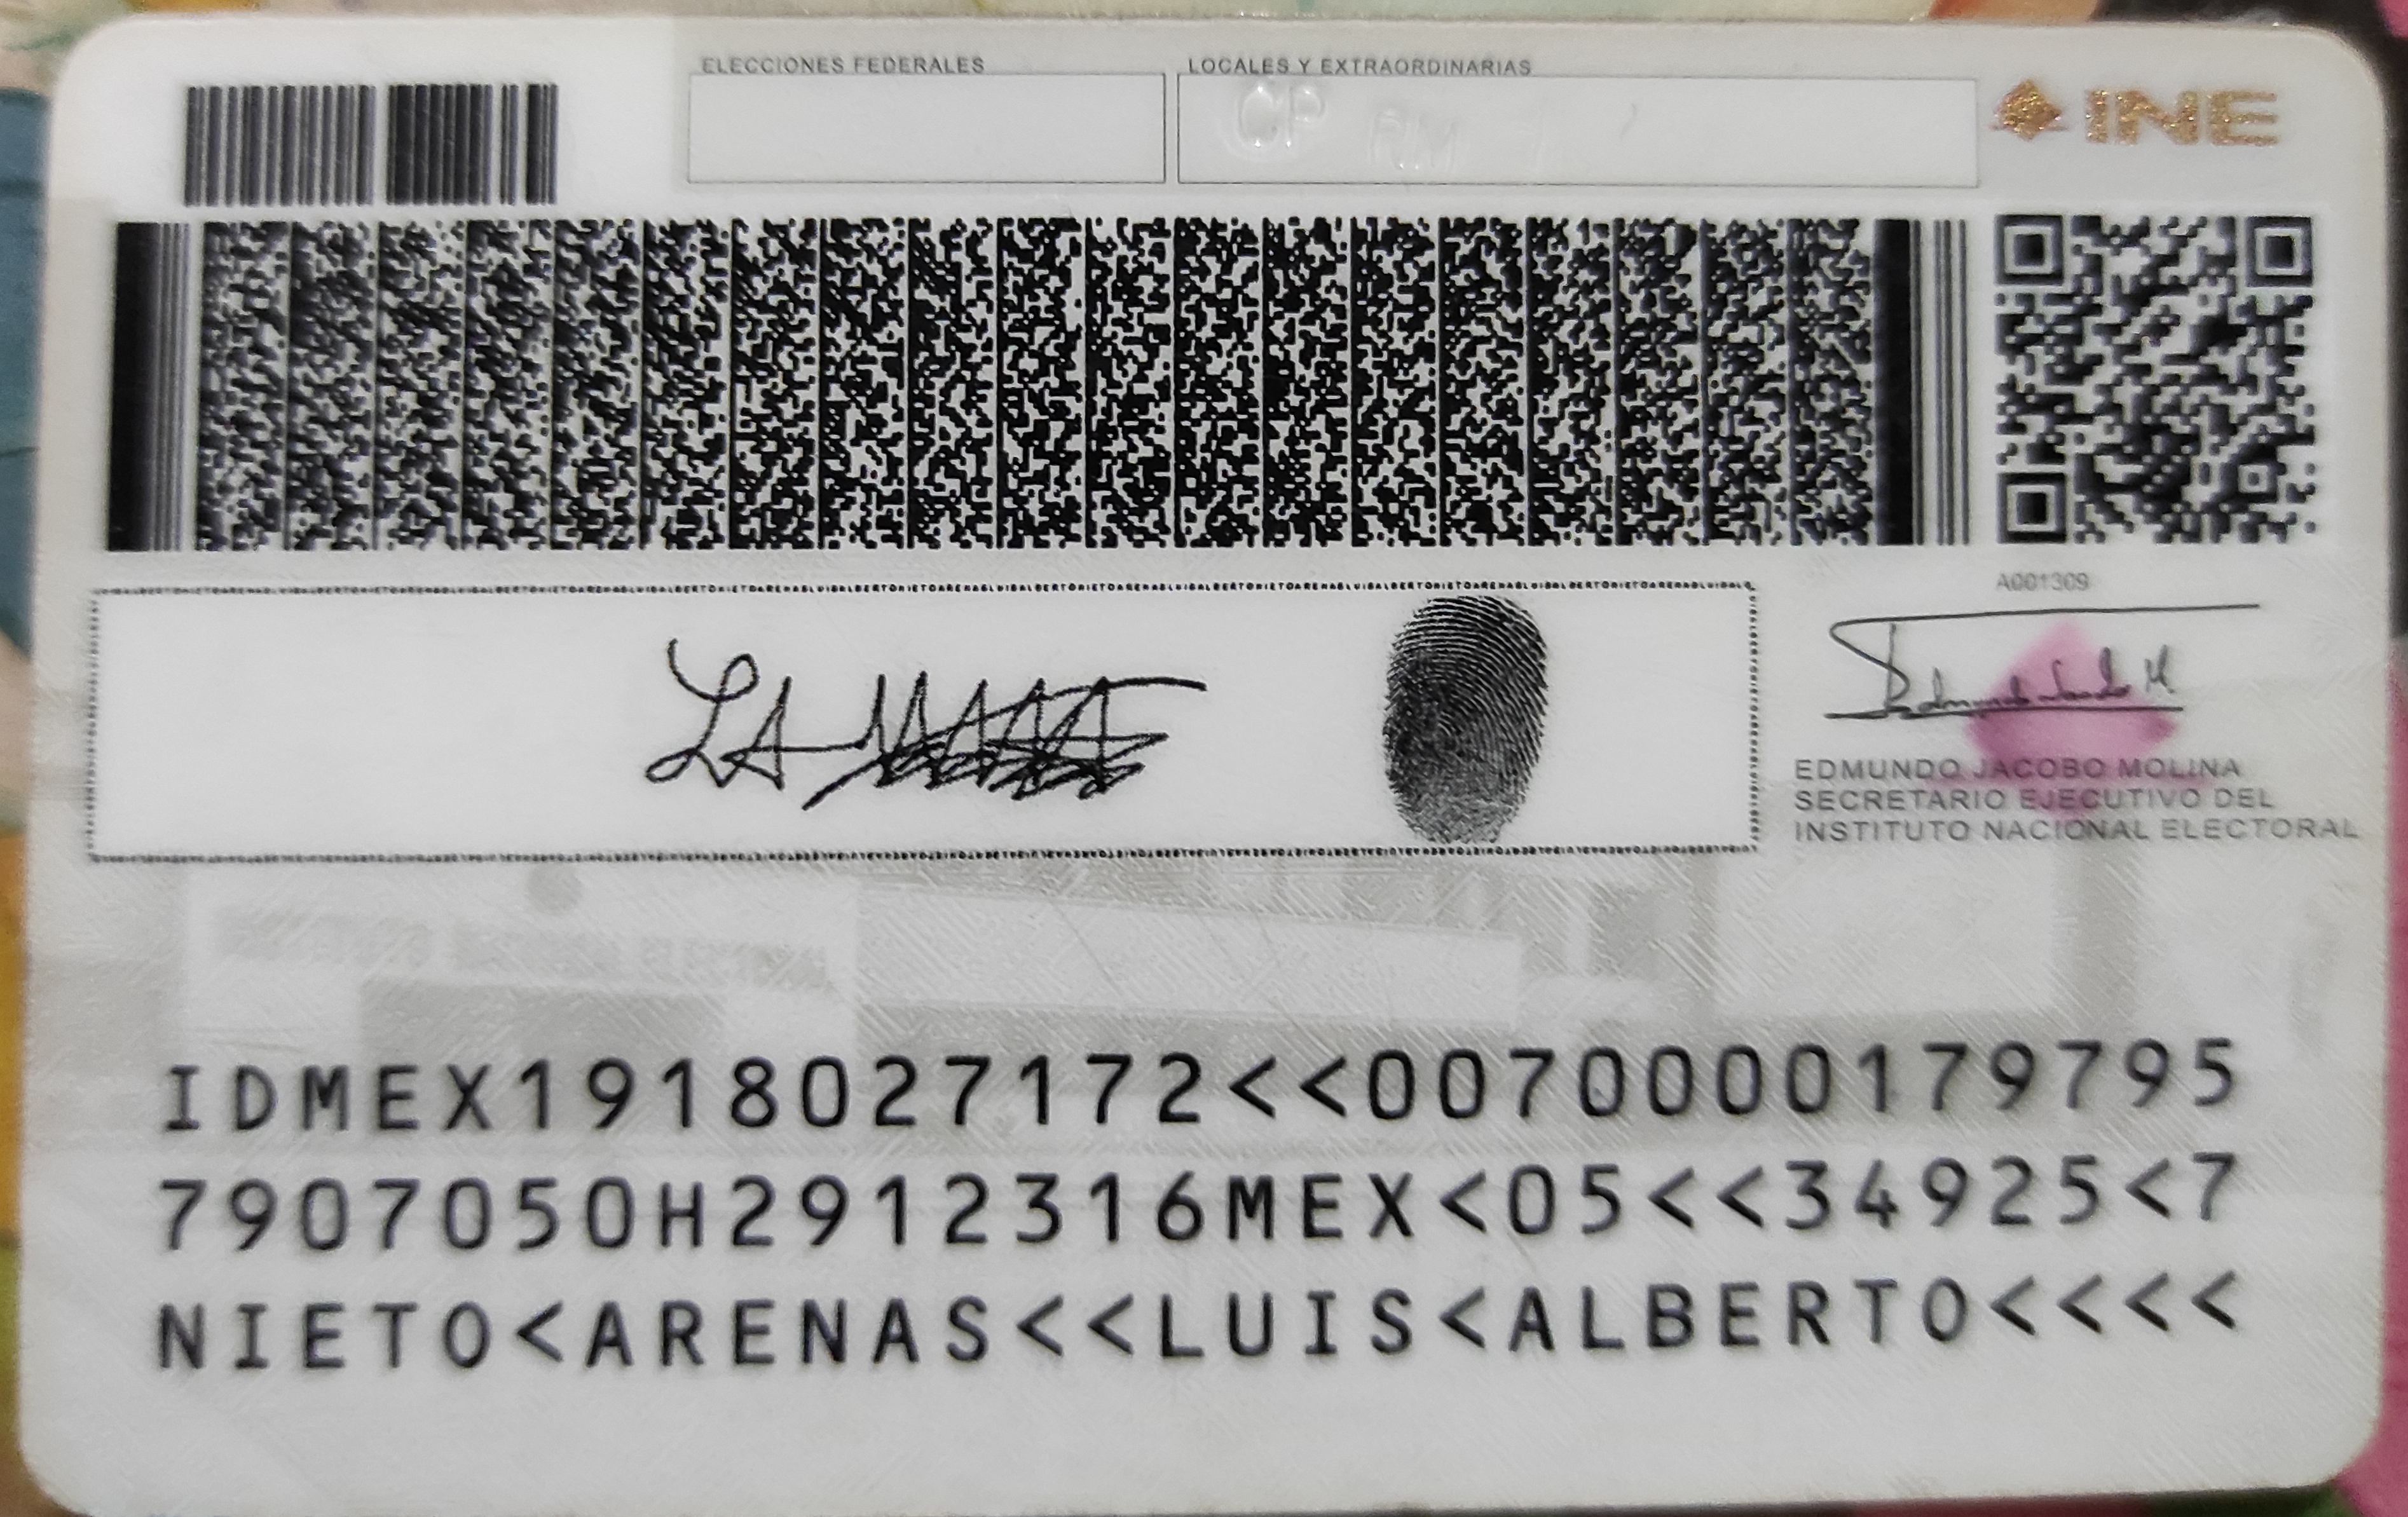 ELECCIONES FEDERALES
LOCALES Y EXTRAORDINARIAS
INE
A001309
EDMUNDO JACOBO MOLINA
SECRETARIO EJECUTIVO DEL
INSTITUTO NACIONAL ELECTORAL
IDMEX1918027172<<0070000179795
7907050H2912316MEX<05<<34925<7
NIETO<ARENAS<<LUIS<ALBERTO<<<<